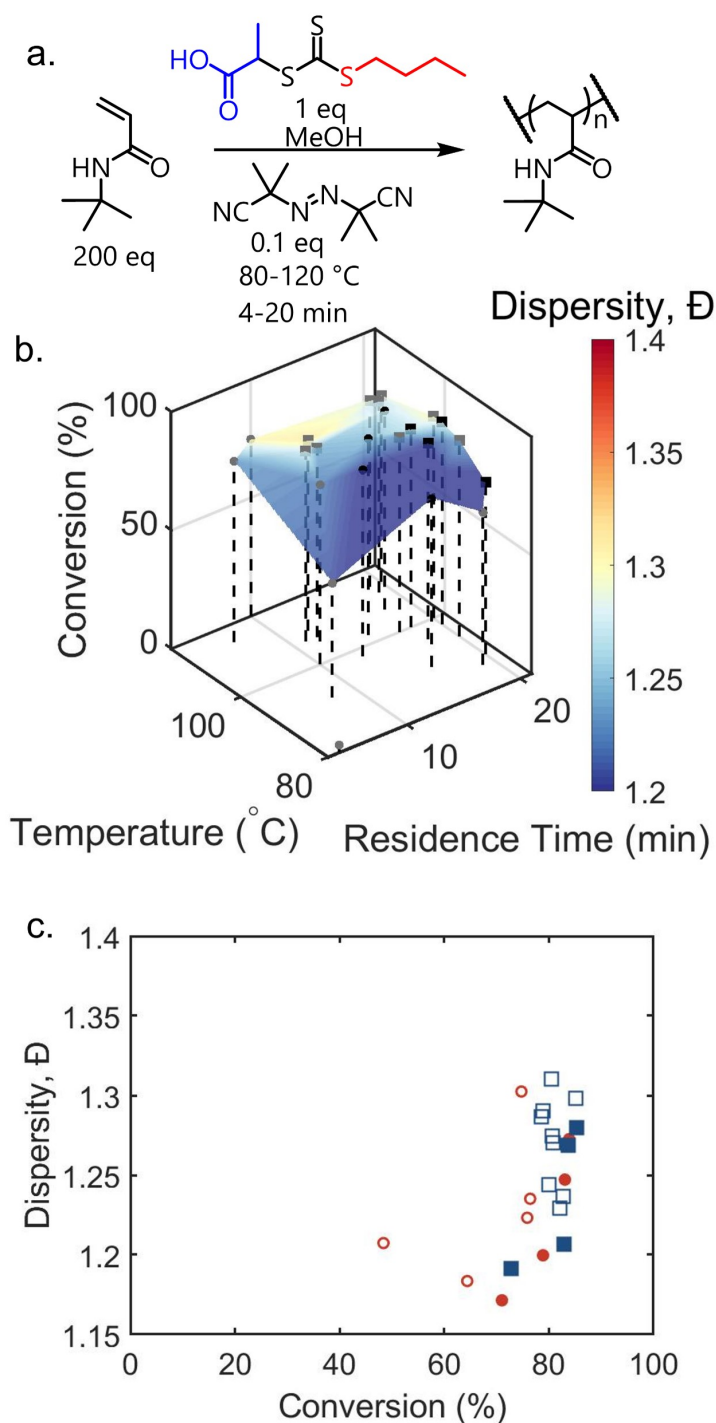 a.
HO
O
S
S
S
1 eq
MeOH
HN
O
200 eq
NC
N
N
CN
0.1 eq
80-120 °C
4-20 min
n
HN
O
b.
Dispersity, Đ
1.4
1.35
1.3
1.25
1.2
Conversion (%)
100
50
0
100
80
10
20
Temperature (°C)
Residence Time (min)
c.
Dispersity, Đ
1.4
1.35
1.3
1.25
1.2
1.15
0
20
40
60
80
100
Conversion (%)